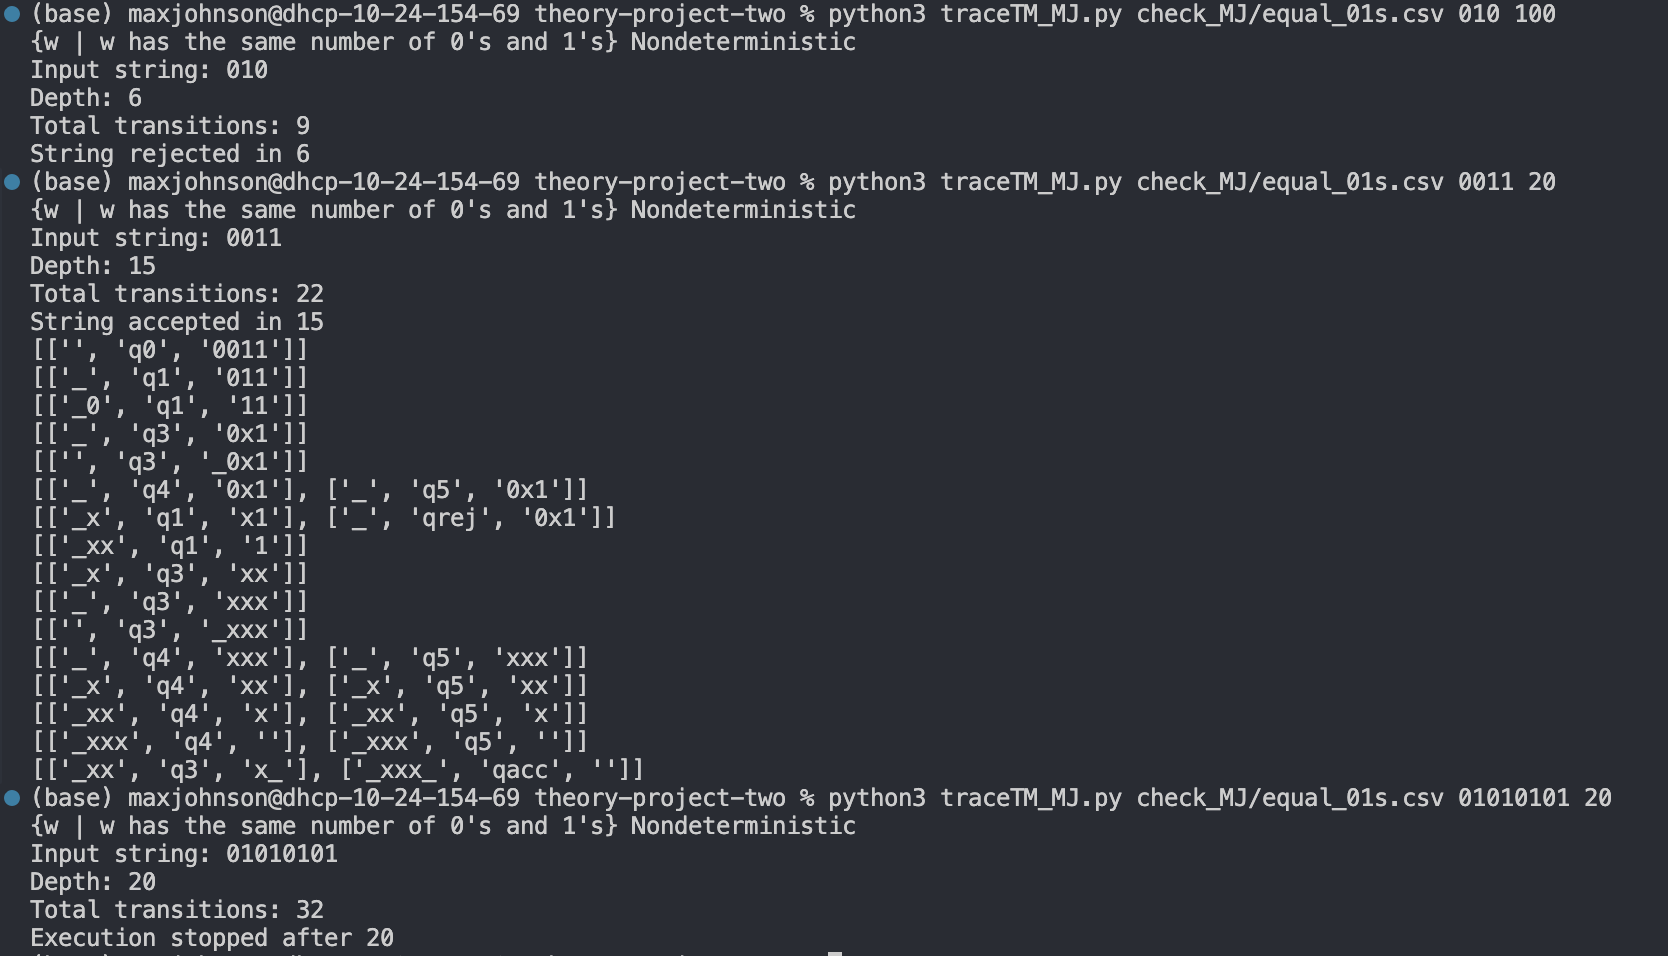 (base) maxjohnson@dhcp-10-24-154-69 theory-project-two % python3 traceTM_MJ.py check_MJ/equal_01s.csv 010 100
{w | w has the same number of 0's and 1's} Nondeterministic
Input string: 010
Depth: 6
Total transitions: 9
String rejected in 6
(base) maxjohnson@dhcp-10-24-154-69 theory-project-two % python3 traceTM_MJ.py check_MJ/equal_01s.csv 0011 20
{w | w has the same number of 0's and 1's} Nondeterministic
Input string: 0011
Depth: 15
Total transitions: 22
String accepted in 15
[['', 'q0', '0011']]
[['_', 'q1', '011']]
[['_0', 'q1', '11']]
[['_', 'q3', '0x1']]
[['', 'q3', '_0x1']]
[['_', 'q4', '0x1'], ['_', 'q5', '0x1']]
[['_x', 'q1', 'x1'], ['_', 'qrej', '0x1']]
[['_xx', 'q1', '1']]
[['_x', 'q3', 'xx']]
[['_', 'q3', 'xxx']]
[['', 'q3', '_xxx']]
[['_', 'q4', 'xxx'], ['_', 'q5', 'xxx']]
[['_x', 'q4', 'xx'], ['_x', 'q5', 'xx']]
[['_xx', 'q4', 'x'], ['_xx', 'q5', 'x']]
[['_xxx', 'q4', ''], ['_xxx', 'q5', '']]
[['_xx', 'q3', 'x_'], ['_xxx_', 'qacc', '']]
(base) maxjohnson@dhcp-10-24-154-69 theory-project-two % python3 traceTM_MJ.py check_MJ/equal_01s.csv 01010101 20
{w | w has the same number of 0's and 1's} Nondeterministic
Input string: 01010101
Depth: 20
Total transitions: 32
Execution stopped after 20